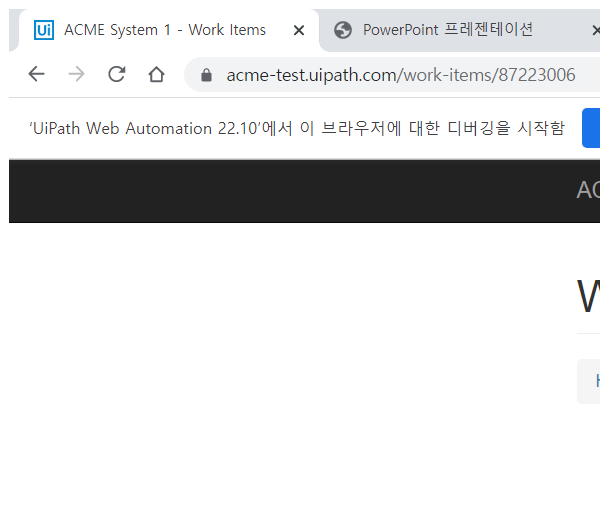 Ui ACME System 1 - Work Items PowerPoint 프레젠테이션
acme-test.uipath.com/work-items/87223006
'UiPath Web Automation 22.10'에서 이 브라우저에 대한 디버깅을 시작함
AC
W
H